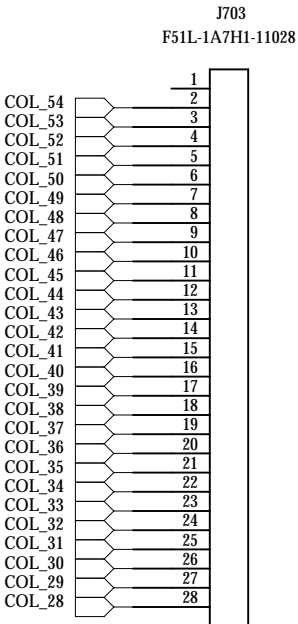 J703
F51L-1A7H1-11028
1
COL_54 2
COL_53 3
COL_52 4
COL_51 5
COL_50 6
COL_49 7
COL_48 8
COL_47 9
COL_46 10
COL_45 11
COL_44 12
COL_43 13
COL_42 14
COL_41 15
COL_40 16
COL_39 17
COL_38 18
COL_37 19
COL_36 20
COL_35 21
COL_34 22
COL_33 23
COL_32 24
COL_31 25
COL_30 26
COL_29 27
COL_28 28